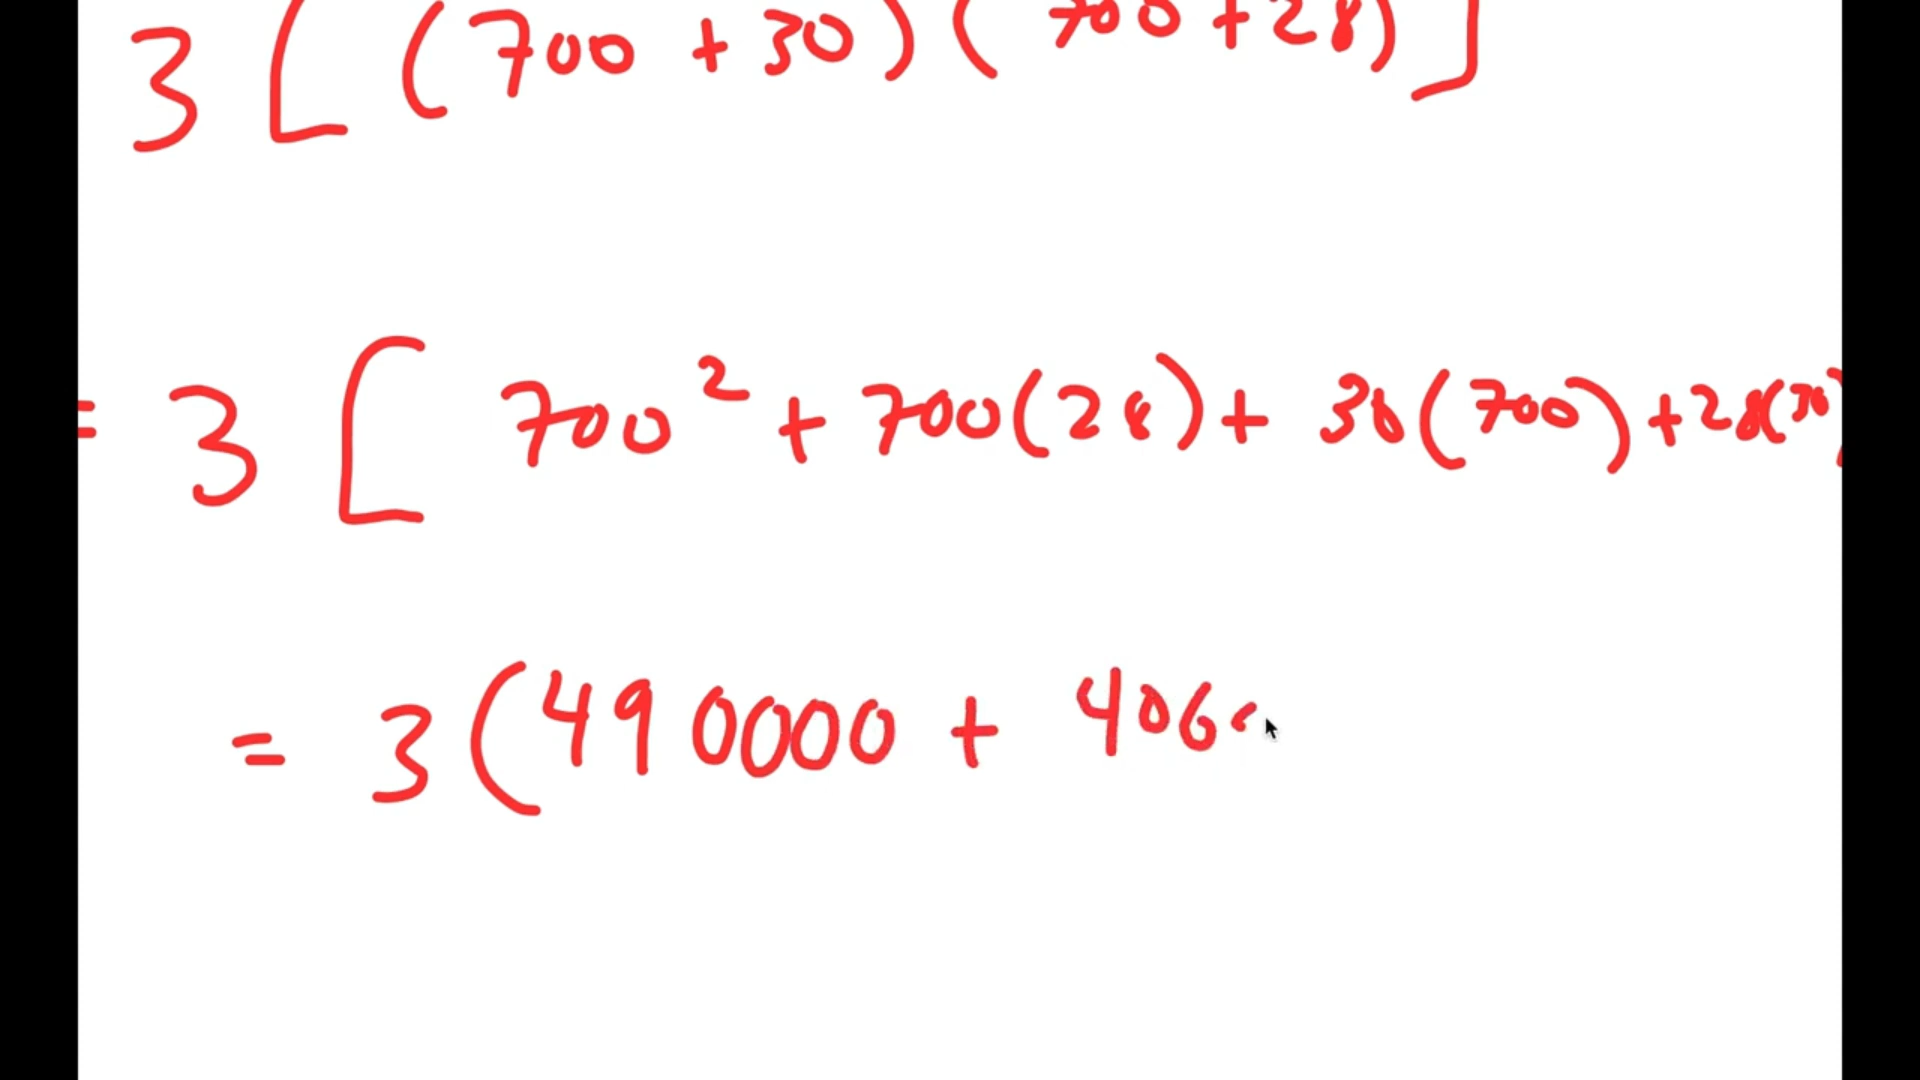 3 [ (700 + 30) ( 700 + 28) ]
= 3 [ 700² + 700(28) + 30(700) + 28(30)
= 3 (490000 + 406